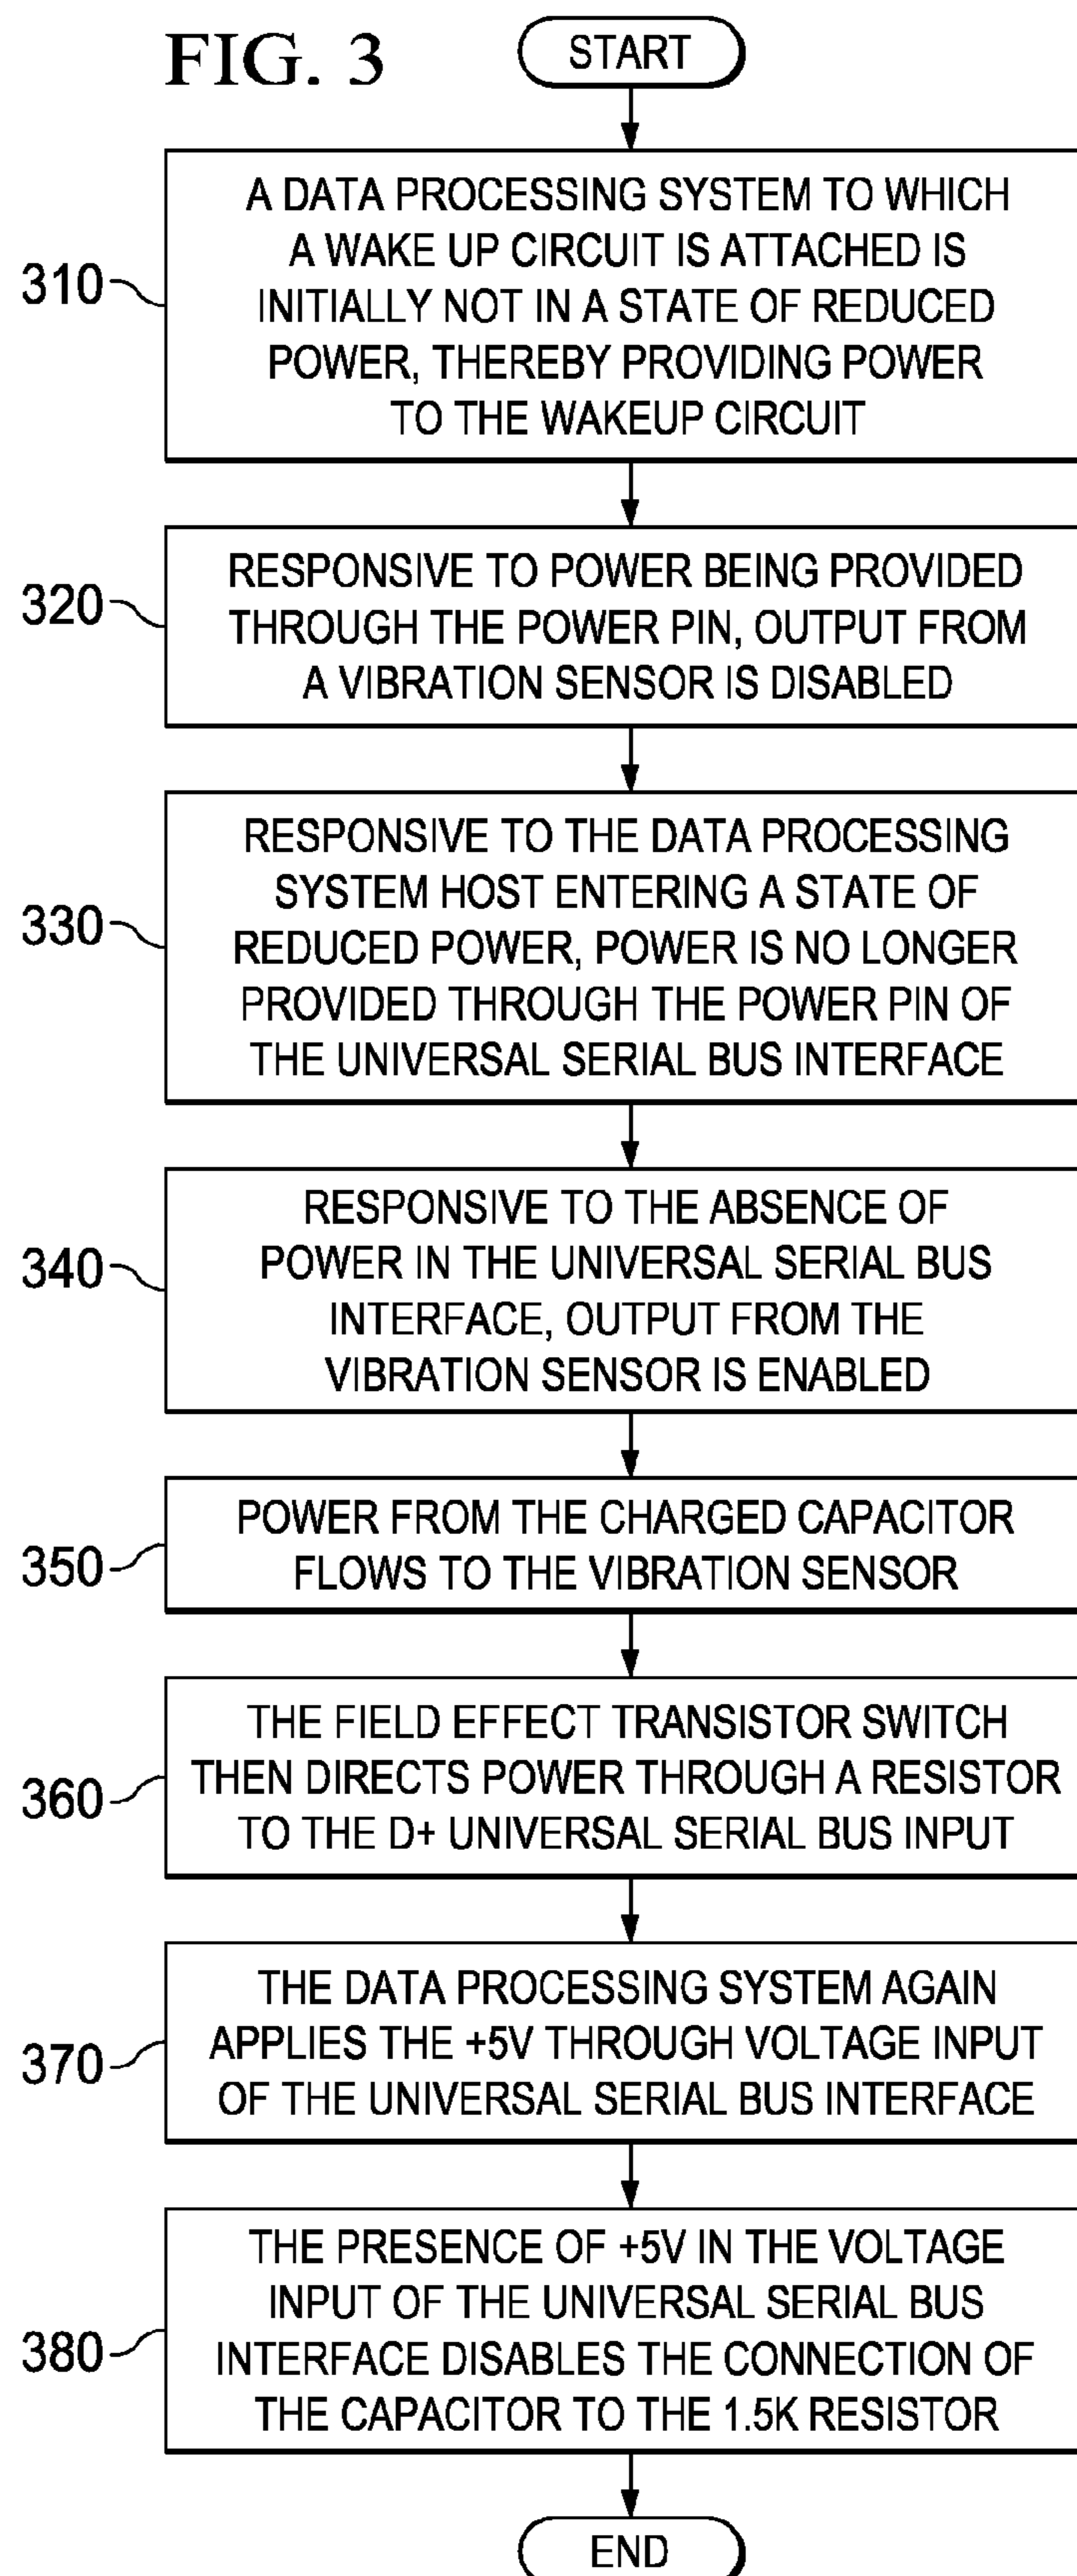 FIG. 3
START
310
A DATA PROCESSING SYSTEM TO WHICH
A WAKE UP CIRCUIT IS ATTACHED IS
INITIALLY NOT IN A STATE OF REDUCED
POWER, THEREBY PROVIDING POWER
TO THE WAKEUP CIRCUIT
320
RESPONSIVE TO POWER BEING PROVIDED
THROUGH THE POWER PIN, OUTPUT FROM
A VIBRATION SENSOR IS DISABLED
330
RESPONSIVE TO THE DATA PROCESSING
SYSTEM HOST ENTERING A STATE OF
REDUCED POWER, POWER IS NO LONGER
PROVIDED THROUGH THE POWER PIN OF
THE UNIVERSAL SERIAL BUS INTERFACE
340
RESPONSIVE TO THE ABSENCE OF
POWER IN THE UNIVERSAL SERIAL BUS
INTERFACE, OUTPUT FROM THE
VIBRATION SENSOR IS ENABLED
350
POWER FROM THE CHARGED CAPACITOR
FLOWS TO THE VIBRATION SENSOR
360
THE FIELD EFFECT TRANSISTOR SWITCH
THEN DIRECTS POWER THROUGH A RESISTOR
TO THE D+ UNIVERSAL SERIAL BUS INPUT
370
THE DATA PROCESSING SYSTEM AGAIN
APPLIES THE +5V THROUGH VOLTAGE INPUT
OF THE UNIVERSAL SERIAL BUS INTERFACE
380
THE PRESENCE OF +5V IN THE VOLTAGE
INPUT OF THE UNIVERSAL SERIAL BUS
INTERFACE DISABLES THE CONNECTION OF
THE CAPACITOR TO THE 1.5K RESISTOR
END